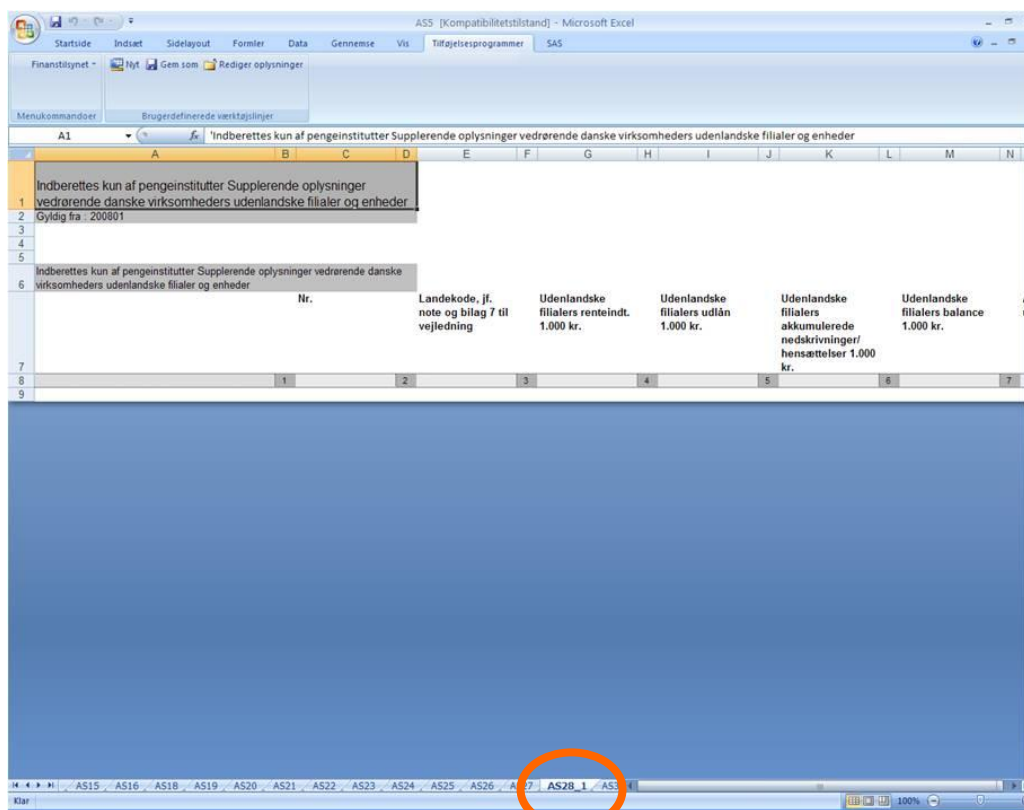 AS5 [Kompatibilitetstilstand] - Microsoft Excel
Startside Indsæt Sidelayout Formler Data Gennemse Vis Tilføjelsesprogrammer SAS
Finanstilsynet Nyt Gem som Rediger oplysninger
Menukommandoer Brugerdefinerede værktøjslinjer
A1 fx 'Indberettes kun af pengeinstitutter Supplerende oplysninger vedrørende danske virksomheders udenlandske filialer og enheder
A B C D E F G H I J K L M N
Indberettes kun af pengeinstitutter Supplerende oplysninger
1 vedrørende danske virksomheders udenlandske filialer og enheder
2 Gyldig fra : 200801
3
4
5
Indberettes kun af pengeinstitutter Supplerende oplysninger vedrørende danske
6 virksomheders udenlandske filialer og enheder
Nr. Landekode, jf. Udenlandske Udenlandske Udenlandske Udenlandske
note og bilag 7 til filialers renteindt. filialers udlån filialers filialers balance
vejledning 1.000 kr. 1.000 kr. akkumulerede 1.000 kr.
nedskrivninger/
hensættelser 1.000
7 kr.
8 1 2 3 4 5 6 7
9
AS15 AS16 AS18 AS19 AS20 AS21 AS22 AS23 AS24 AS25 AS26 AS28_1
Klar 100%